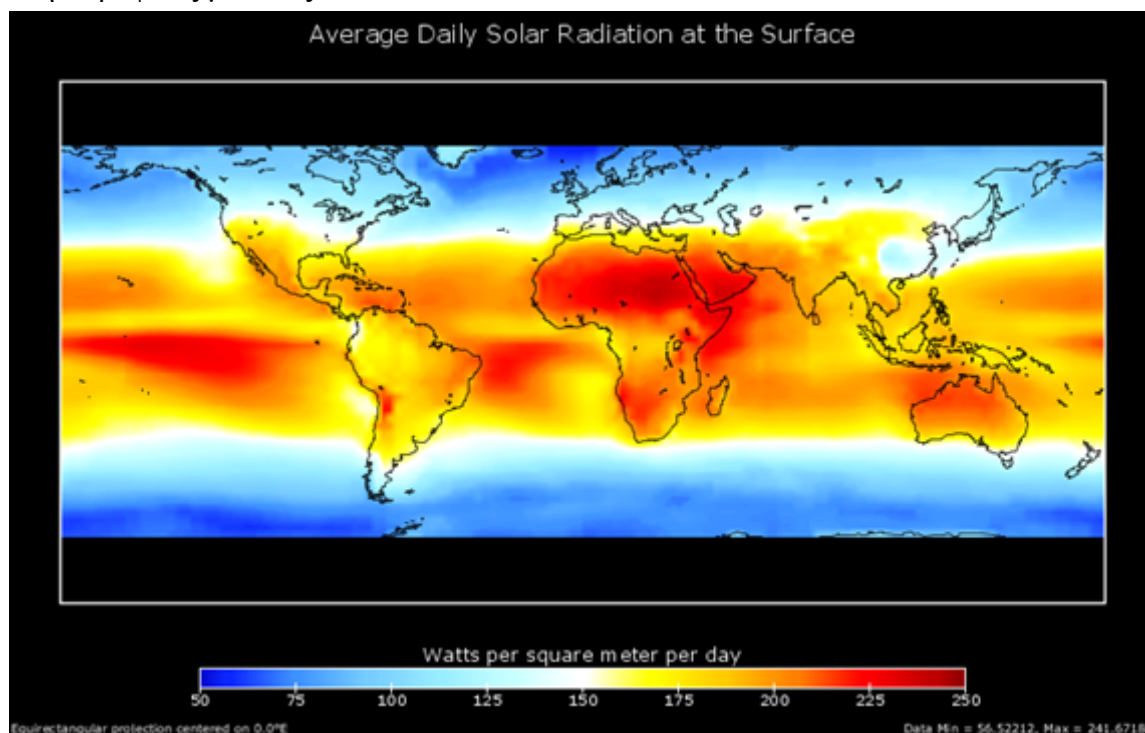 Average Daily Solar Radiation at the Surface
Watts per square meter per day
50 75 100 125 150 175 200 225 250
Equirectangular projection centered on 0.0°E
Data Min = 56.52212, Max = 241.6718